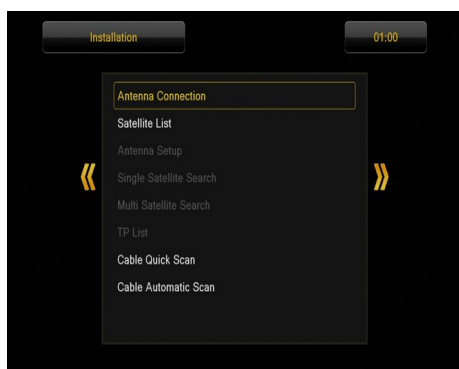 Installation
01:00
Antenna Connection
Satellite List
Antenna Setup
Single Satellite Search
Multi Satellite Search
TP List
Cable Quick Scan
Cable Automatic Scan